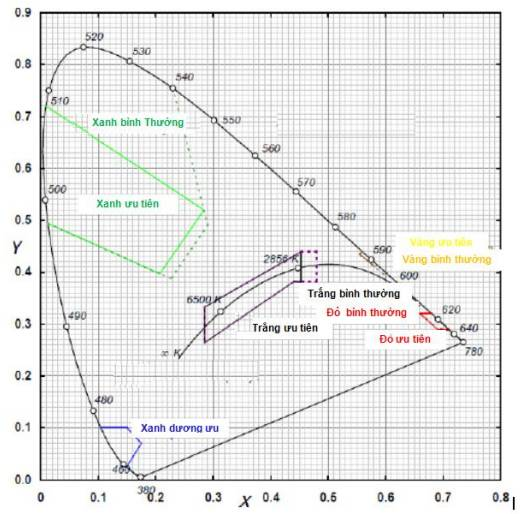 0.9
520
530
0.8
540
510
Xanh bình Thường
550
0.7
560
0.6
570
500
Xanh ưu tiên
580
0.5
Y
590
Vàng ưu tiên
Vàng bình thường
2856 K
0.4
600
6500 K
Trắng bình thường
620
Đỏ bình thường
0.3
490
Trắng ưu tiên
640
∞ K
Đỏ ưu tiên
780
0.2
480
Xanh dương ưu
0.1
460
0.0
380
0
0.1
0.2
0.3
0.4
0.5
0.6
0.7
0.8
X